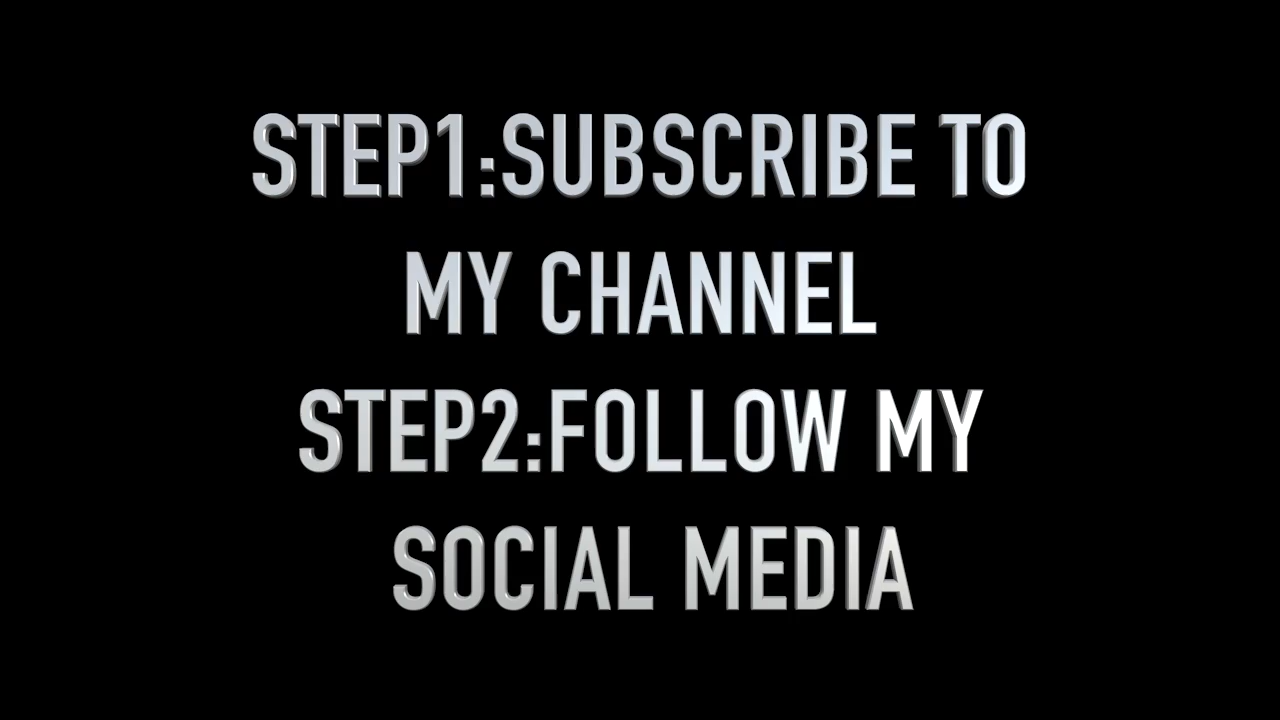 STEP1:SUBSCRIBE TO
MY CHANNEL
STEP2:FOLLOW MY
SOCIAL MEDIA